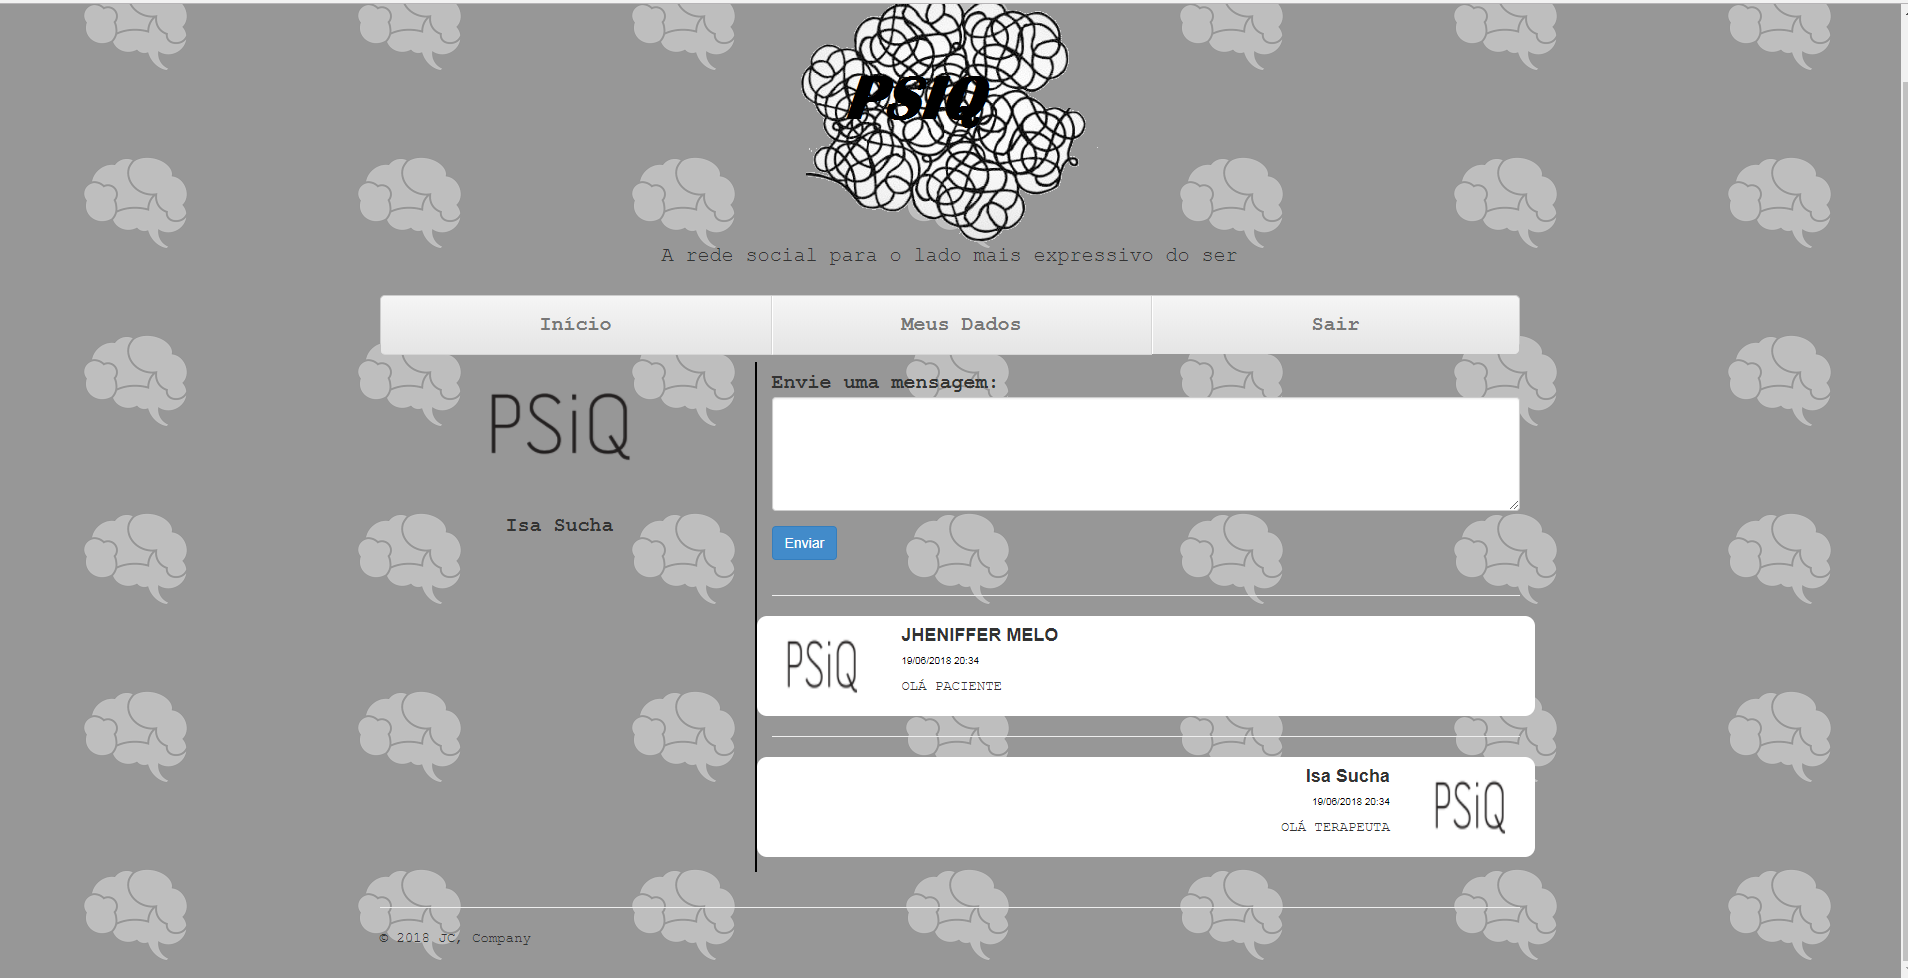 PSIQ
A rede social para o lado mais expressivo do ser
Início
Meus Dados
Sair
PSiQ
Isa Sucha
Envie uma mensagem:
Enviar
PSiQ
JHENIFFER MELO
19/06/2018 20:34
OLÁ PACIENTE
Isa Sucha
19/06/2018 20:34
OLÁ TERAPEUTA
PSiQ
© 2018 JC, Company